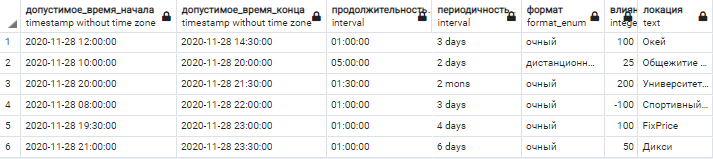 допустимое_время_начала допустимое_время_конца продолжительность. периодичность. формат влиян локация
timestamp without time zone timestamp without time zone interval interval format_enum intege text
1 2020-11-28 12:00:00 2020-11-28 14:30:00 01:00:00 3 days очный 100 Окей
2 2020-11-28 10:00:00 2020-11-28 20:00:00 05:00:00 2 days дистанционн... 25 Общежитие ...
3 2020-11-28 20:00:00 2020-11-28 21:30:00 01:30:00 2 mons очный 200 Университет...
4 2020-11-28 08:00:00 2020-11-28 22:00:00 01:00:00 3 days очный -100 Спортивный...
5 2020-11-28 19:30:00 2020-11-28 23:00:00 01:00:00 4 days очный 100 FixPrice
6 2020-11-28 21:00:00 2020-11-28 23:30:00 01:00:00 6 days очный 50 Дикси